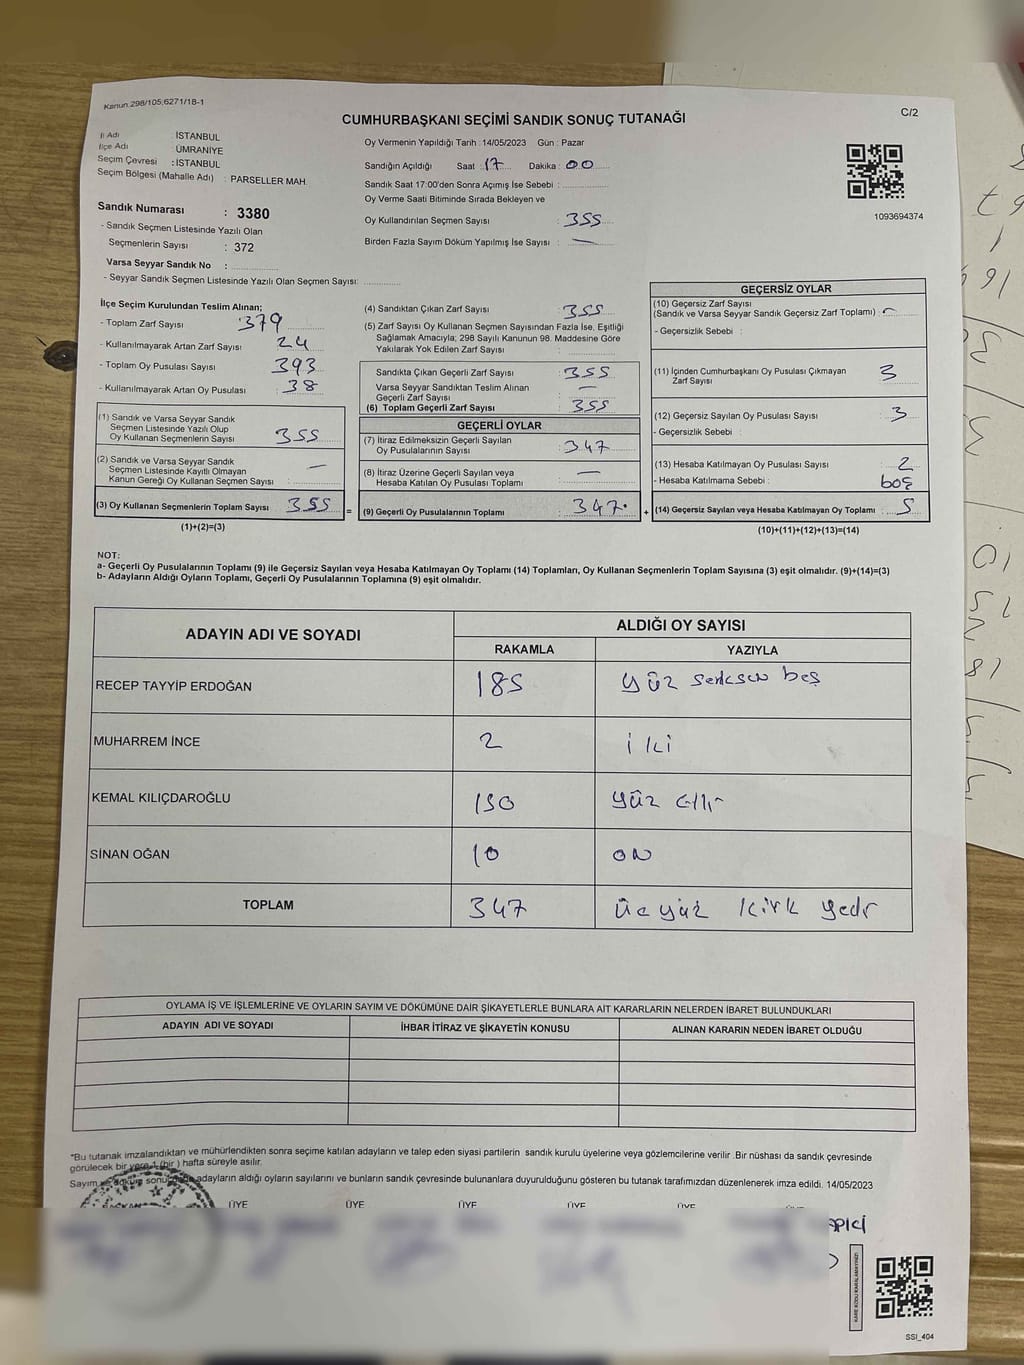 Kanun.298/105;6271/18-1
C/2
CUMHURBAŞKANI SEÇİMİ SANDIK SONUÇ TUTANAĞI
İl Adı : İSTANBUL
İlçe Adı : ÜMRANİYE
Seçim Çevresi : İSTANBUL
Seçim Bölgesi (Mahalle Adı) : PARSELLER MAH.
Sandık Numarası : 3380
- Sandık Seçmen Listesinde Yazılı Olan
Seçmenlerin Sayısı : 372
Varsa Seyyar Sandık No :
- Seyyar Sandık Seçmen Listesinde Yazılı Olan Seçmen Sayısı:
Oy Vermenin Yapıldığı Tarih : 14/05/2023 Gün : Pazar
Sandığın Açıldığı Saat : 17 Dakika : 00
Sandık Saat 17:00'den Sonra Açımış İse Sebebi :
Oy Verme Saati Bitiminde Sırada Bekleyen ve
Oy Kullandırılan Seçmen Sayısı : 355
Birden Fazla Sayım Döküm Yapılmış İse Sayısı : —
1093694374
İlçe Seçim Kurulundan Teslim Alınan;
- Toplam Zarf Sayısı : 379
- Kullanılmayarak Artan Zarf Sayısı : 24
- Toplam Oy Pusulası Sayısı : 393
- Kullanılmayarak Artan Oy Pusulası : 38
(1) Sandık ve Varsa Seyyar Sandık
Seçmen Listesinde Yazılı Olup
Oy Kullanan Seçmenlerin Sayısı : 355
(2) Sandık ve Varsa Seyyar Sandık
Seçmen Listesinde Kayıtlı Olmayan
Kanun Gereği Oy Kullanan Seçmen Sayısı : —
(3) Oy Kullanan Seçmenlerin Toplam Sayısı : 355
(1)+(2)=(3)
(4) Sandıktan Çıkan Zarf Sayısı : 355
(5) Zarf Sayısı Oy Kullanan Seçmen Sayısından Fazla İse, Eşitliği
Sağlamak Amacıyla; 298 Sayılı Kanunun 98. Maddesine Göre
Yakılarak Yok Edilen Zarf Sayısı :
Sandıkta Çıkan Geçerli Zarf Sayısı : 355
Varsa Seyyar Sandıktan Teslim Alınan
Geçerli Zarf Sayısı : —
(6) Toplam Geçerli Zarf Sayısı : 355
GEÇERLİ OYLAR
(7) İtiraz Edilmeksizin Geçerli Sayılan
Oy Pusulalarının Sayısı : 347
(8) İtiraz Üzerine Geçerli Sayılan veya
Hesaba Katılan Oy Pusulası Toplamı : —
= (9) Geçerli Oy Pusulalarının Toplamı : 347
GEÇERSİZ OYLAR
(10) Geçersiz Zarf Sayısı
(Sandık ve Varsa Seyyar Sandık Geçersiz Zarf Toplamı) : —
- Geçersizlik Sebebi :
(11) İçinden Cumhurbaşkanı Oy Pusulası Çıkmayan
Zarf Sayısı : 3
(12) Geçersiz Sayılan Oy Pusulası Sayısı : 3
- Geçersizlik Sebebi :
(13) Hesaba Katılmayan Oy Pusulası Sayısı : 2
- Hesaba Katılmama Sebebi : boş
+ (14) Geçersiz Sayılan veya Hesaba Katılmayan Oy Toplamı : 5
(10)+(11)+(12)+(13)=(14)
NOT:
a- Geçerli Oy Pusulalarının Toplamı (9) ile Geçersiz Sayılan veya Hesaba Katılmayan Oy Toplamı (14) Toplamları, Oy Kullanan Seçmenlerin Toplam Sayısına (3) eşit olmalıdır. (9)+(14)=(3)
b- Adayların Aldığı Oyların Toplamı, Geçerli Oy Pusulalarının Toplamına (9) eşit olmalıdır.
ADAYIN ADI VE SOYADI
ALDIĞI OY SAYISI
RAKAMLA YAZIYLA
RECEP TAYYİP ERDOĞAN 185 yüz seksen beş
MUHARREM İNCE 2 iki
KEMAL KILIÇDAROĞLU 150 yüz elli
SİNAN OĞAN 10 ON
TOPLAM 347 Üç yüz kırk yedi
OYLAMA İŞ VE İŞLEMLERİNE VE OYLARIN SAYIM VE DÖKÜMÜNE DAİR ŞİKAYETLERLE BUNLARA AİT KARARLARIN NELERDEN İBARET BULUNDUKLARI
ADAYIN ADI VE SOYADI İHBAR İTİRAZ VE ŞİKAYETİN KONUSU ALINAN KARARIN NEDEN İBARET OLDUĞU
*Bu tutanak imzalandıktan ve mühürlendikten sonra seçime katılan adayların ve talep eden siyasi partilerin sandık kurulu üyelerine veya gözlemcilerine verilir .Bir nüshası da sandık çevresinde
görülecek bir yere 1 (bir ) hafta süreyle asılır.
adayların aldığı oyların sayılarını ve bunların sandık çevresinde bulunanlara duyurulduğunu gösteren bu tutanak tarafımızdan düzenlenerek imza edildi. 14/05/2023
ÜYE ÜYE ÜYE ÜYE ÜYE
SSI_404